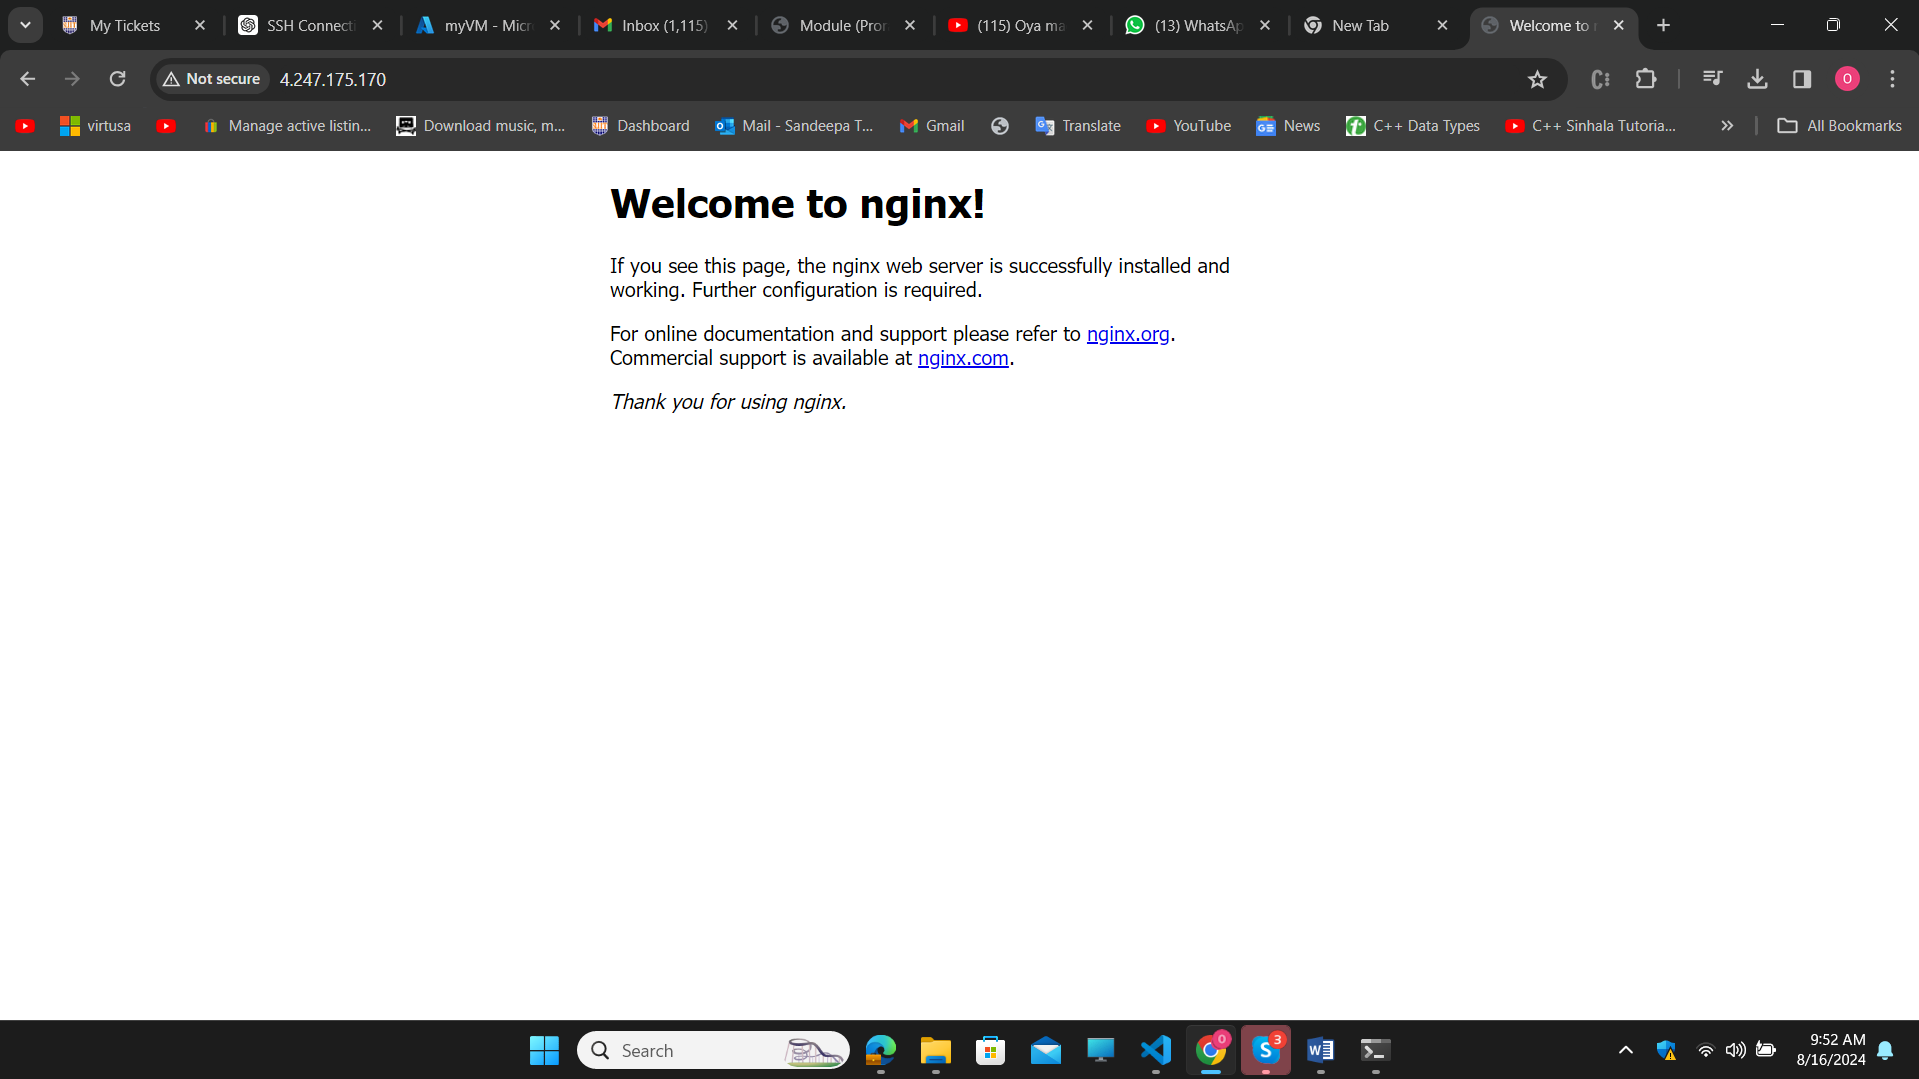 My Tickets
SSH Connecti
myVM - Micr
Inbox (1,115)
Module (Pror
(115) Oya ma
(13) WhatsAp
New Tab
Welcome to n
Not secure
4.247.175.170
0
virtusa
Manage active listin...
Download music, m...
Dashboard
Mail - Sandeepa T...
Gmail
Translate
YouTube
News
C++ Data Types
C++ Sinhala Tutoria...
All Bookmarks
Welcome to nginx!
If you see this page, the nginx web server is successfully installed and
working. Further configuration is required.
For online documentation and support please refer to nginx.org.
Commercial support is available at nginx.com.
Thank you for using nginx.
Search
0
3
9:52 AM
8/16/2024